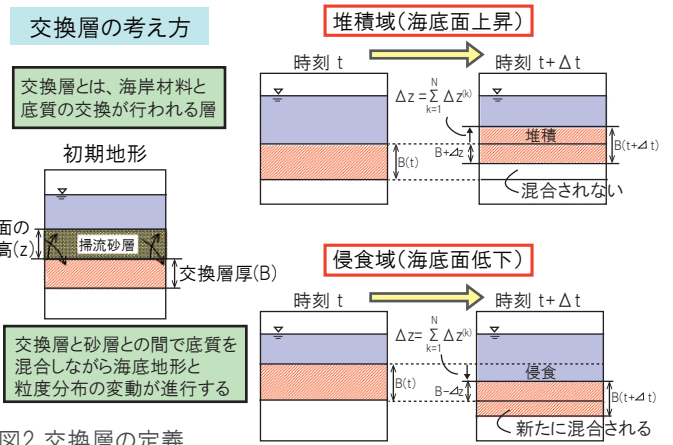 交換層の考え方
交換層とは、海岸材料と
底質の交換が行われる層
初期地形
面の
高(z)
掃流砂層
交換層厚(B)
交換層と砂層との間で底質を
混合しながら海底地形と
粒度分布の変動が進行する
図2 交換層の定義
堆積域(海底面上昇)
時刻 t
時刻 t+Δt
Δz=ΣΔz(k)
N
k=1
堆積
B(t)
B+Δz
B(t+Δt)
混合されない
侵食域(海底面低下)
時刻 t
時刻 t+Δt
Δz=ΣΔz(k)
N
k=1
侵食
B(t)
B-Δz
B(t+Δt)
新たに混合される